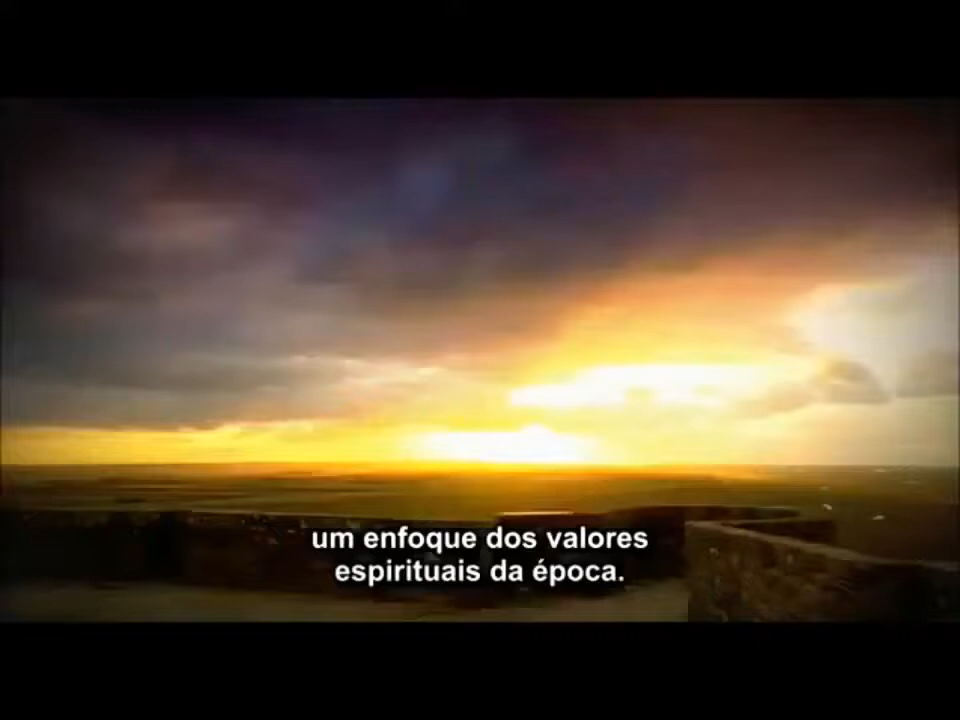 um enfoque dos valores
espirituais da época.